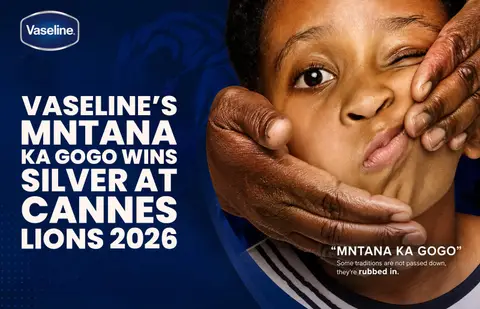 Vaseline.
VASELINE'S
MNTANA
KA GOGO WINS
SILVER AT
CANNES
LIONS 2026
"MNTANA KA GOGO"
Some traditions are not passed down,
they're rubbed in.